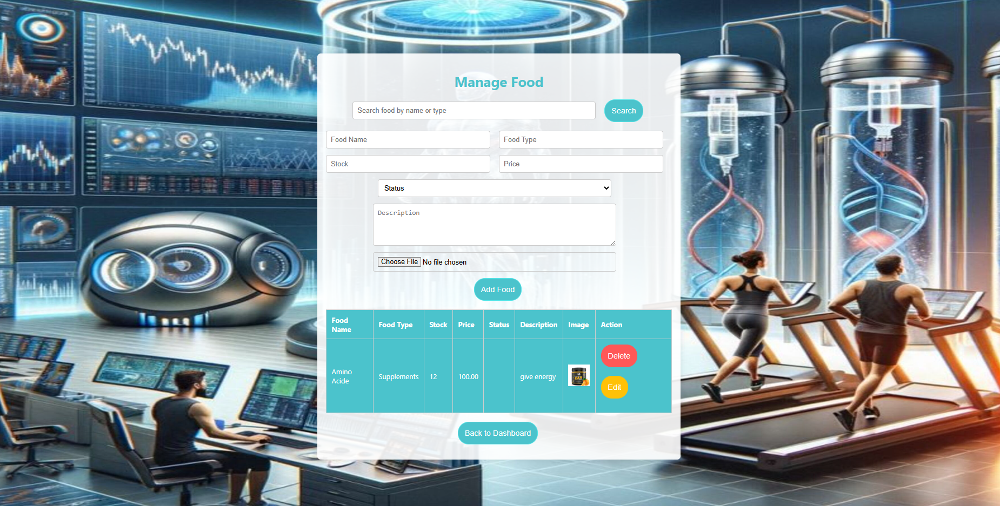 Manage Food
Search food by name or type
Search
Food Name
Food Type
Stock
Price
Status
Description
Choose File No file chosen
Add Food
Food Name
Food Type
Stock
Price
Status
Description
Image
Action
Amino Acide
Supplements
12
100.00
give energy
EAA
Delete
Edit
Back to Dashboard